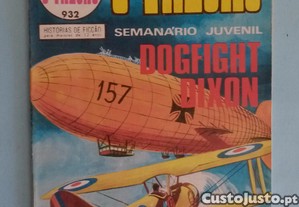 O FALCÃO
932
HISTÓRIAS DE FICÇÃO
SEMANÁRIO JUVENIL
DOGFIGHT
DIXON
157
CustoJusto.pt